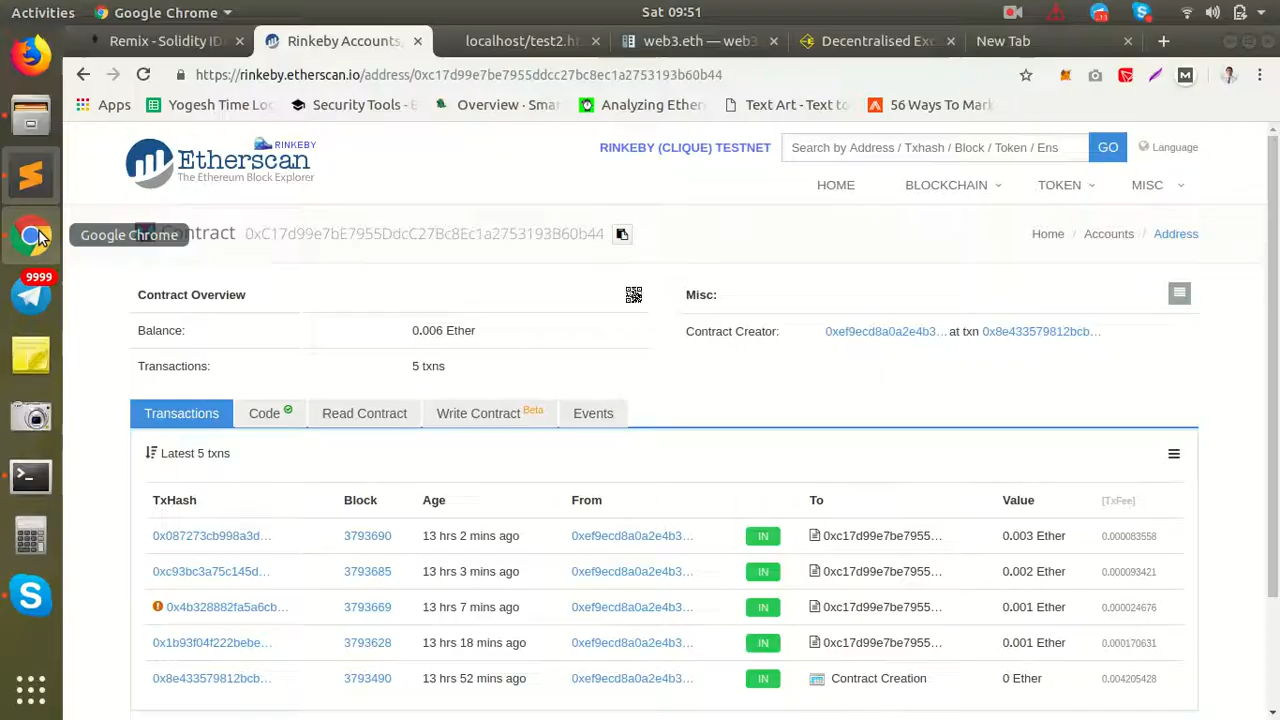 Activities Google Chrome Sat 09:51
Remix - Solidity ID × Rinkeby Accounts, × localhost/test2.ht × web3.eth — web3 × Decentralised Exc × New Tab ×
https://rinkeby.etherscan.io/address/0xc17d99e7be7955ddcc27bc8ec1a2753193b60b44
Apps Yogesh Time Loc Security Tools - E Overview - Smar Analyzing Ether Text Art - Text to 56 Ways To Mark
RINKEBY
Etherscan
The Ethereum Block Explorer
RINKEBY (CLIQUE) TESTNET Search by Address / Txhash / Block / Token / Ens GO Language
HOME BLOCKCHAIN TOKEN MISC
Google Chrome Contract 0xC17d99e7bE7955DdcC27Bc8Ec1a2753193B60b44 Home / Accounts / Address
9999
Contract Overview Misc:
Balance: 0.006 Ether Contract Creator: 0xef9ecd8a0a2e4b3... at txn 0x8e433579812bcb...
Transactions: 5 txns
Transactions Code Read Contract Write Contract Beta Events
Latest 5 txns
TxHash Block Age From To Value [TxFee]
0x087273cb998a3d... 3793690 13 hrs 2 mins ago 0xef9ecd8a0a2e4b3... IN 0xc17d99e7be7955... 0.003 Ether 0.000083558
0xc93bc3a75c145d... 3793685 13 hrs 3 mins ago 0xef9ecd8a0a2e4b3... IN 0xc17d99e7be7955... 0.002 Ether 0.000093421
0x4b328882fa5a6cb... 3793669 13 hrs 7 mins ago 0xef9ecd8a0a2e4b3... IN 0xc17d99e7be7955... 0.001 Ether 0.000024676
0x1b93f04f222bebe... 3793628 13 hrs 18 mins ago 0xef9ecd8a0a2e4b3... IN 0xc17d99e7be7955... 0.001 Ether 0.000170631
0x8e433579812bcb... 3793490 13 hrs 52 mins ago 0xef9ecd8a0a2e4b3... IN Contract Creation 0 Ether 0.004205428